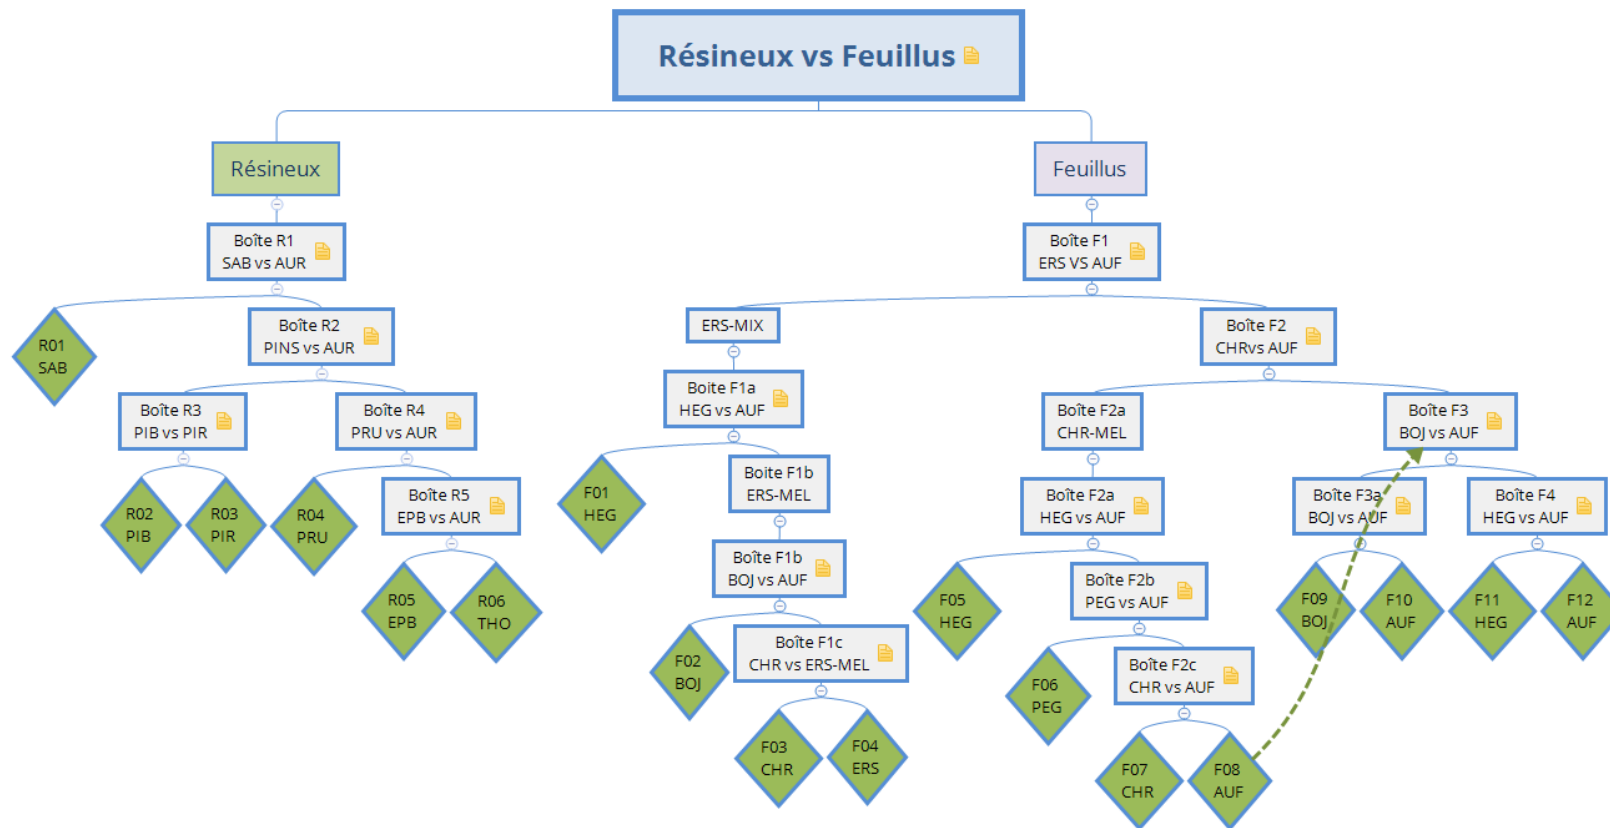 Résineux vs Feuillus
Résineux
Feuillus
Boîte R1
SAB vs AUR
Boîte F1
ERS VS AUF
R01
SAB
Boîte R2
PINS vs AUR
ERS-MIX
Boîte F2
CHRvs AUF
Boîte R3
PIB vs PIR
Boîte R4
PRU vs AUR
Boite F1a
HEG vs AUF
Boîte F2a
CHR-MEL
Boîte F3
BOJ vs AUF
R02
PIB
R03
PIR
R04
PRU
Boîte R5
EPB vs AUR
F01
HEG
Boite F1b
ERS-MEL
Boîte F2a
HEG vs AUF
Boîte F3a
BOJ vs AUF
Boîte F4
HEG vs AUF
R05
EPB
R06
THO
Boîte F1b
BOJ vs AUF
F05
HEG
Boîte F2b
PEG vs AUF
F09
BOJ
F10
AUF
F11
HEG
F12
AUF
F02
BOJ
Boîte F1c
CHR vs ERS-MEL
F06
PEG
Boîte F2c
CHR vs AUF
F03
CHR
F04
ERS
F07
CHR
F08
AUF